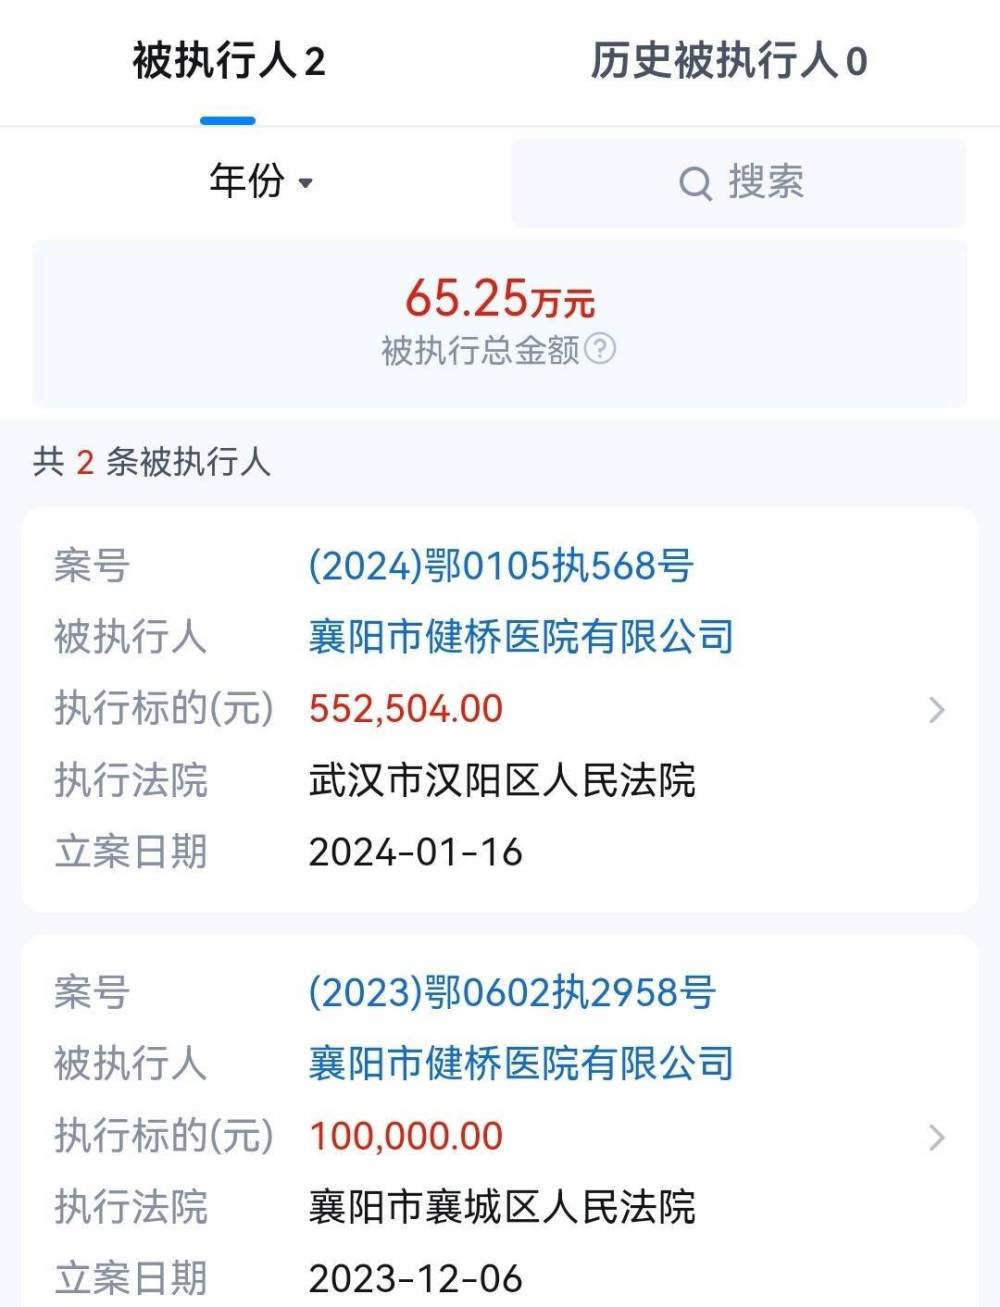 被执行人2 历史被执行人0
年份 搜索
65.25万元
被执行总金额?
共 2 条被执行人
案号 (2024)鄂0105执568号
被执行人 襄阳市健桥医院有限公司
执行标的(元) 552,504.00
执行法院 武汉市汉阳区人民法院
立案日期 2024-01-16
案号 (2023)鄂0602执2958号
被执行人 襄阳市健桥医院有限公司
执行标的(元) 100,000.00
执行法院 襄阳市襄城区人民法院
立案日期 2023-12-06